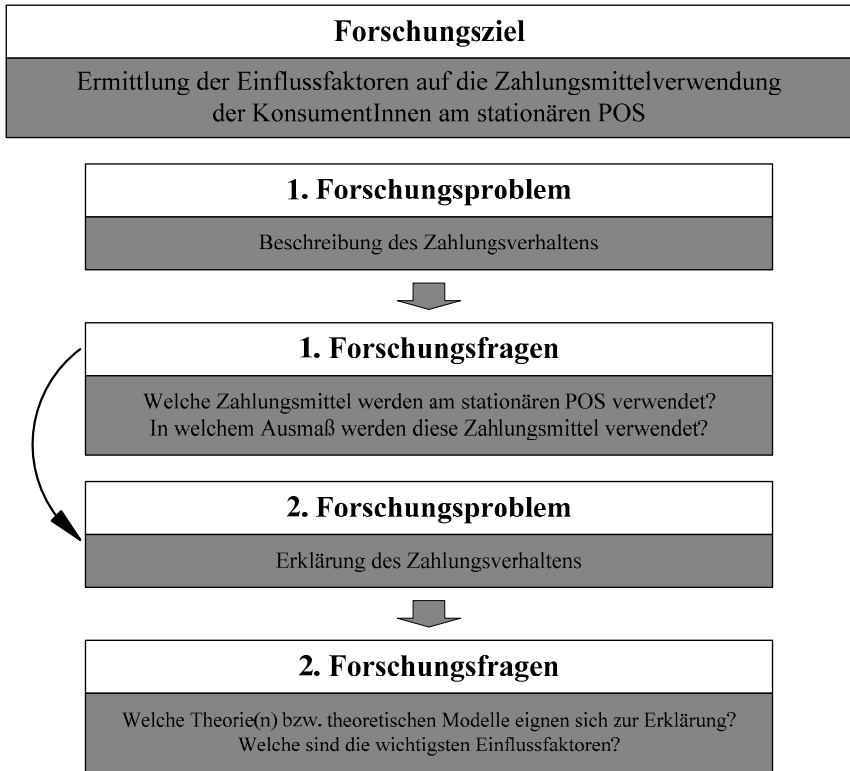 Forschungsziel
Ermittlung der Einflussfaktoren auf die Zahlungsmittelverwendung
der KonsumentInnen am stationären POS
1. Forschungsproblem
Beschreibung des Zahlungsverhaltens
1. Forschungsfragen
Welche Zahlungsmittel werden am stationären POS verwendet?
In welchem Ausmaß werden diese Zahlungsmittel verwendet?
2. Forschungsproblem
Erklärung des Zahlungsverhaltens
2. Forschungsfragen
Welche Theorie(n) bzw. theoretischen Modelle eignen sich zur Erklärung?
Welche sind die wichtigsten Einflussfaktoren?